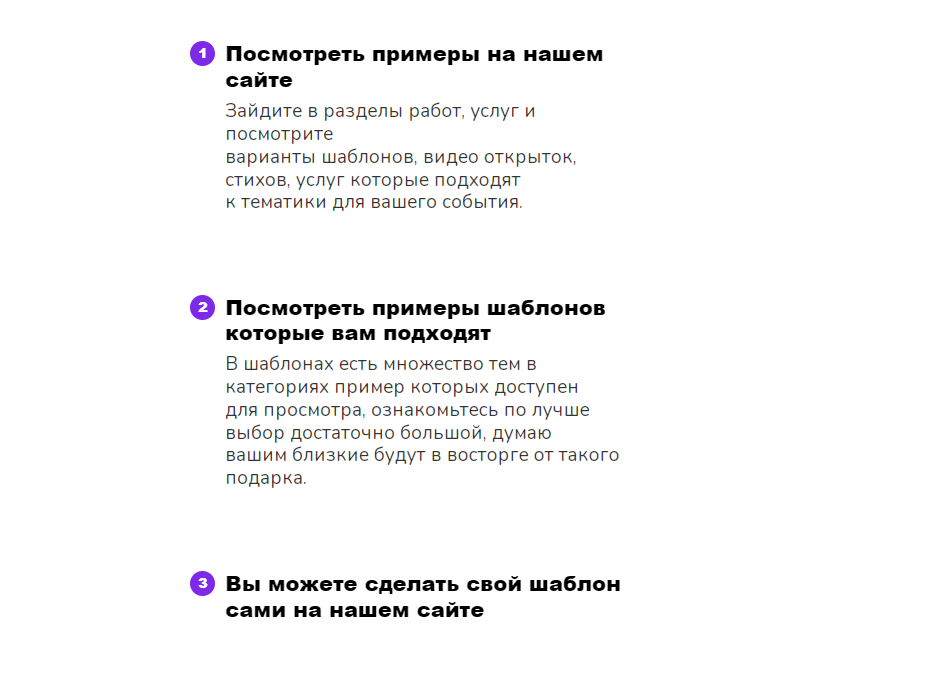 1 Посмотреть примеры на нашем
сайте
Зайдите в разделы работ, услуг и
посмотрите
варианты шаблонов, видео открыток,
стихов, услуг которые подходят
к тематики для вашего события.
2 Посмотреть примеры шаблонов
которые вам подходят
В шаблонах есть множество тем в
категориях пример которых доступен
для просмотра, ознакомьтесь по лучше
выбор достаточно большой, думаю
вашим близкие будут в восторге от такого
подарка.
3 Вы можете сделать свой шаблон
сами на нашем сайте